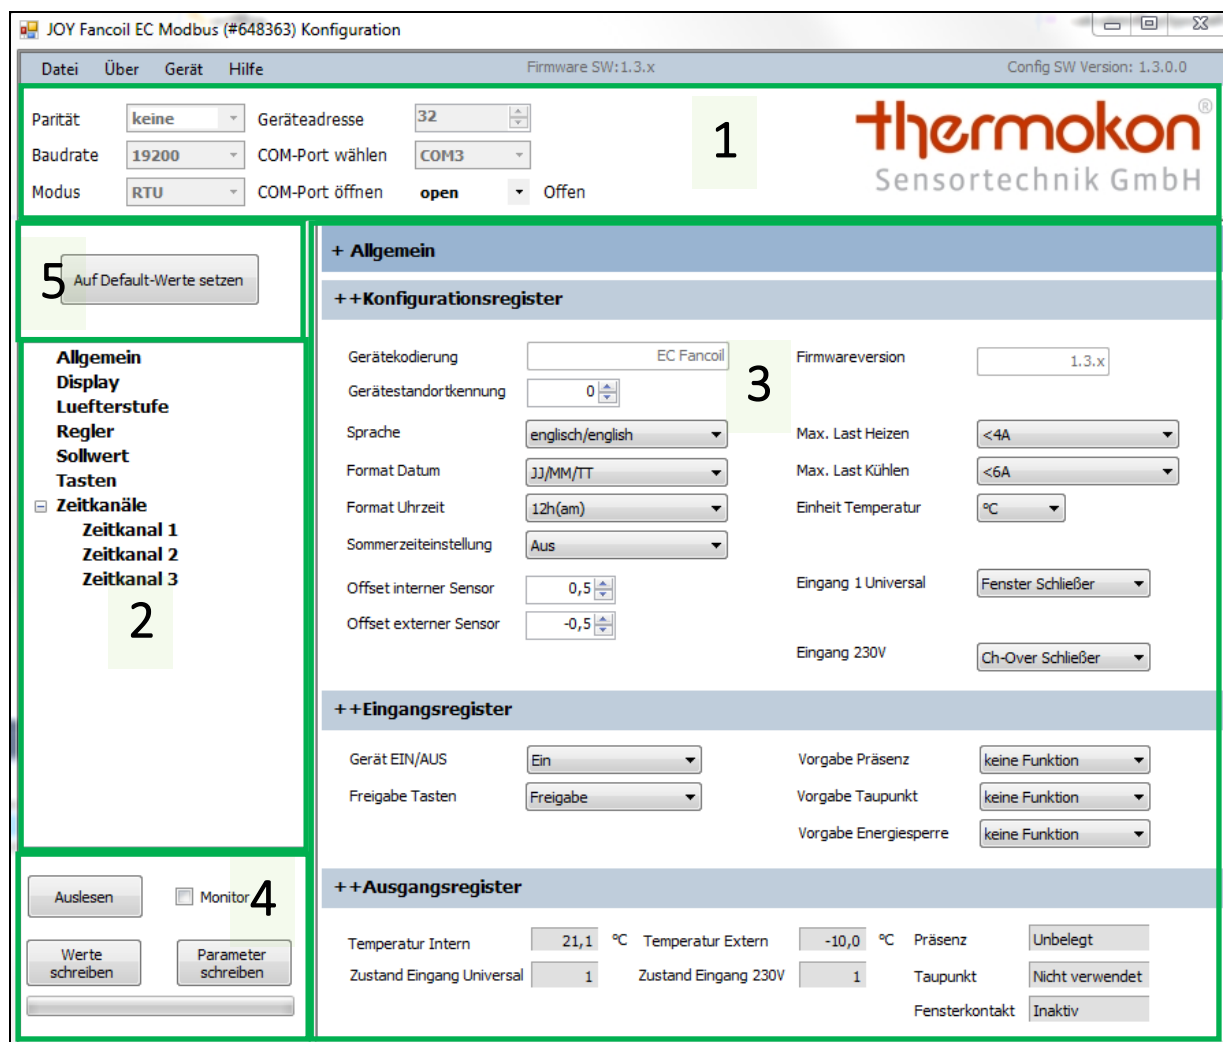 JOY Fancoil EC Modbus (#648363) Konfiguration
Datei Über Gerät Hilfe Firmware SW:1.3.x Config SW Version: 1.3.0.0
Parität keine Geräteadresse 32
Baudrate 19200 COM-Port wählen COM3
Modus RTU COM-Port öffnen open Offen
1
thermokon®
Sensortechnik GmbH
5
Auf Default-Werte setzen
Allgemein
Display
Luefterstufe
Regler
Sollwert
Tasten
Zeitkanäle
Zeitkanal 1
Zeitkanal 2
Zeitkanal 3
2
+ Allgemein
++Konfigurationsregister
3
Gerätekodierung EC Fancoil Firmwareversion 1.3.x
Gerätestandortkennung 0
Sprache englisch/english Max. Last Heizen <4A
Format Datum JJ/MM/TT Max. Last Kühlen <6A
Format Uhrzeit 12h(am) Einheit Temperatur °C
Sommerzeiteinstellung Aus
Offset interner Sensor 0,5 Eingang 1 Universal Fenster Schließer
Offset externer Sensor -0,5
Eingang 230V Ch-Over Schließer
++Eingangsregister
Gerät EIN/AUS Ein Vorgabe Präsenz keine Funktion
Freigabe Tasten Freigabe Vorgabe Taupunkt keine Funktion
Vorgabe Energiesperre keine Funktion
++Ausgangsregister
Temperatur Intern 21,1 °C Temperatur Extern -10,0 °C Präsenz Unbelegt
Zustand Eingang Universal 1 Zustand Eingang 230V 1 Taupunkt Nicht verwendet
Fensterkontakt Inaktiv
4
Auslesen Monitor
Werte schreiben Parameter schreiben